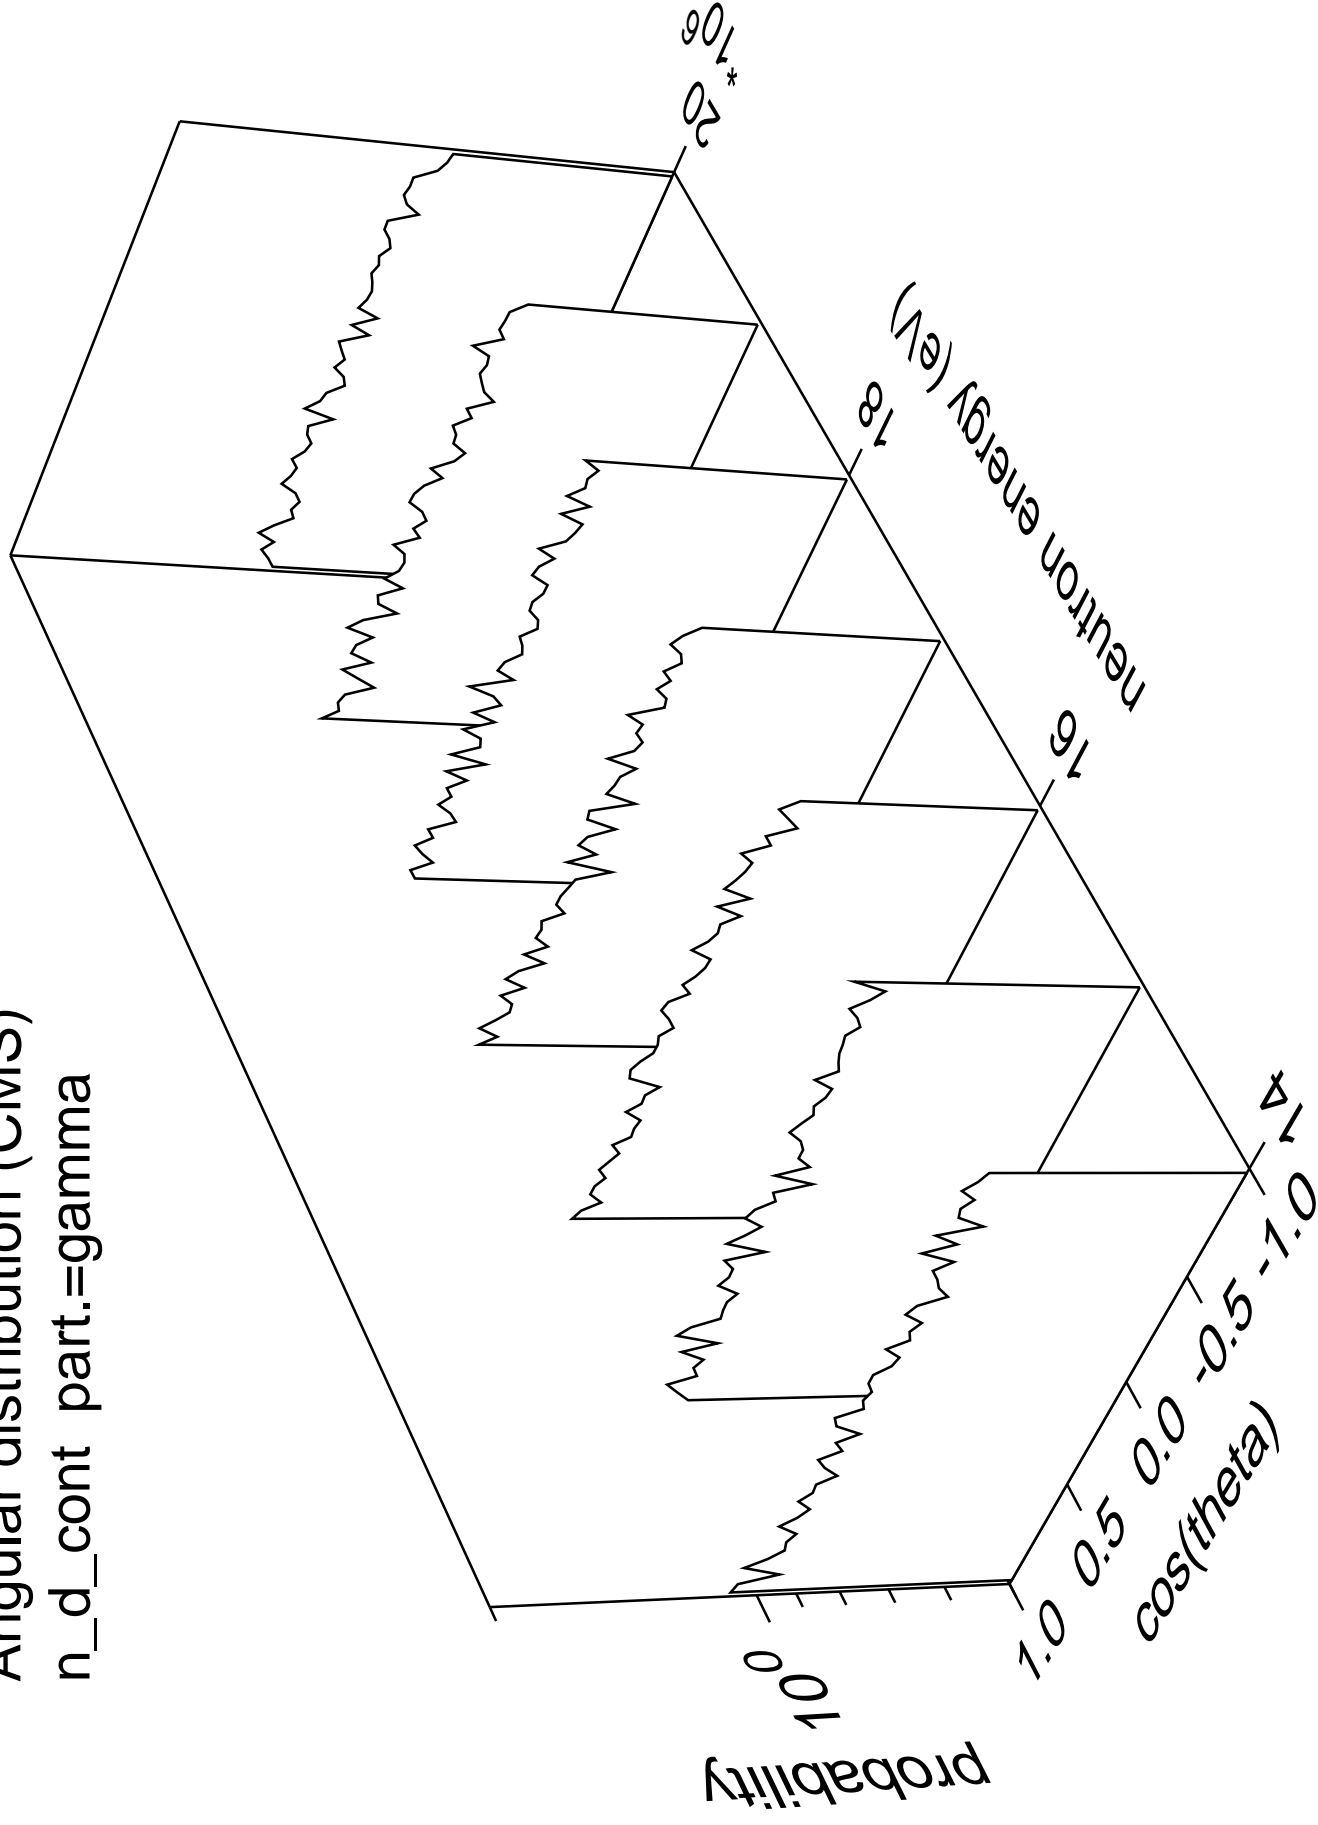 Angular distribution (CMS)
n_d_cont part.=gamma
probability
10^0
1.0 0.5 0.0 -0.5 -1.0
cos(theta)
14 16 18 20
*10^6
neutron energy (eV)